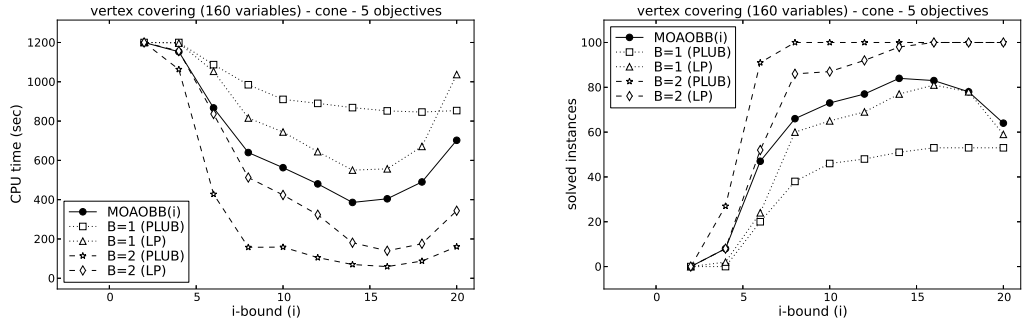 vertex covering (160 variables) - cone - 5 objectives
1200
1000
800
600
400
200
0
CPU time (sec)
MOAOBB(i)
B=1 (PLUB)
B=1 (LP)
B=2 (PLUB)
B=2 (LP)
0 5 10 15 20
i-bound (i)
vertex covering (160 variables) - cone - 5 objectives
100
80
60
40
20
0
solved instances
MOAOBB(i)
B=1 (PLUB)
B=1 (LP)
B=2 (PLUB)
B=2 (LP)
0 5 10 15 20
i-bound (i)